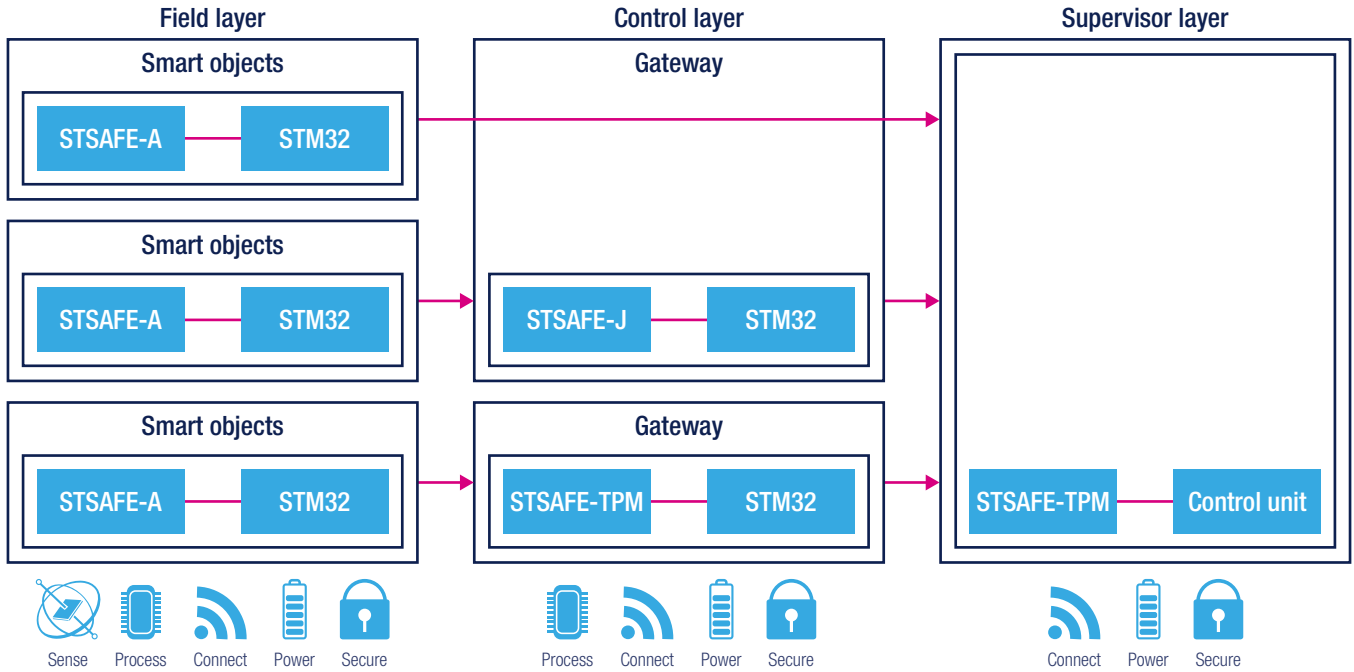 Field layer
Control layer
Supervisor layer
Smart objects
STSAFE-A
STM32
Smart objects
STSAFE-A
STM32
Smart objects
STSAFE-A
STM32
Gateway
STSAFE-J
STM32
Gateway
STSAFE-TPM
STM32
STSAFE-TPM
Control unit
Sense
Process
Connect
Power
Secure
Process
Connect
Power
Secure
Connect
Power
Secure